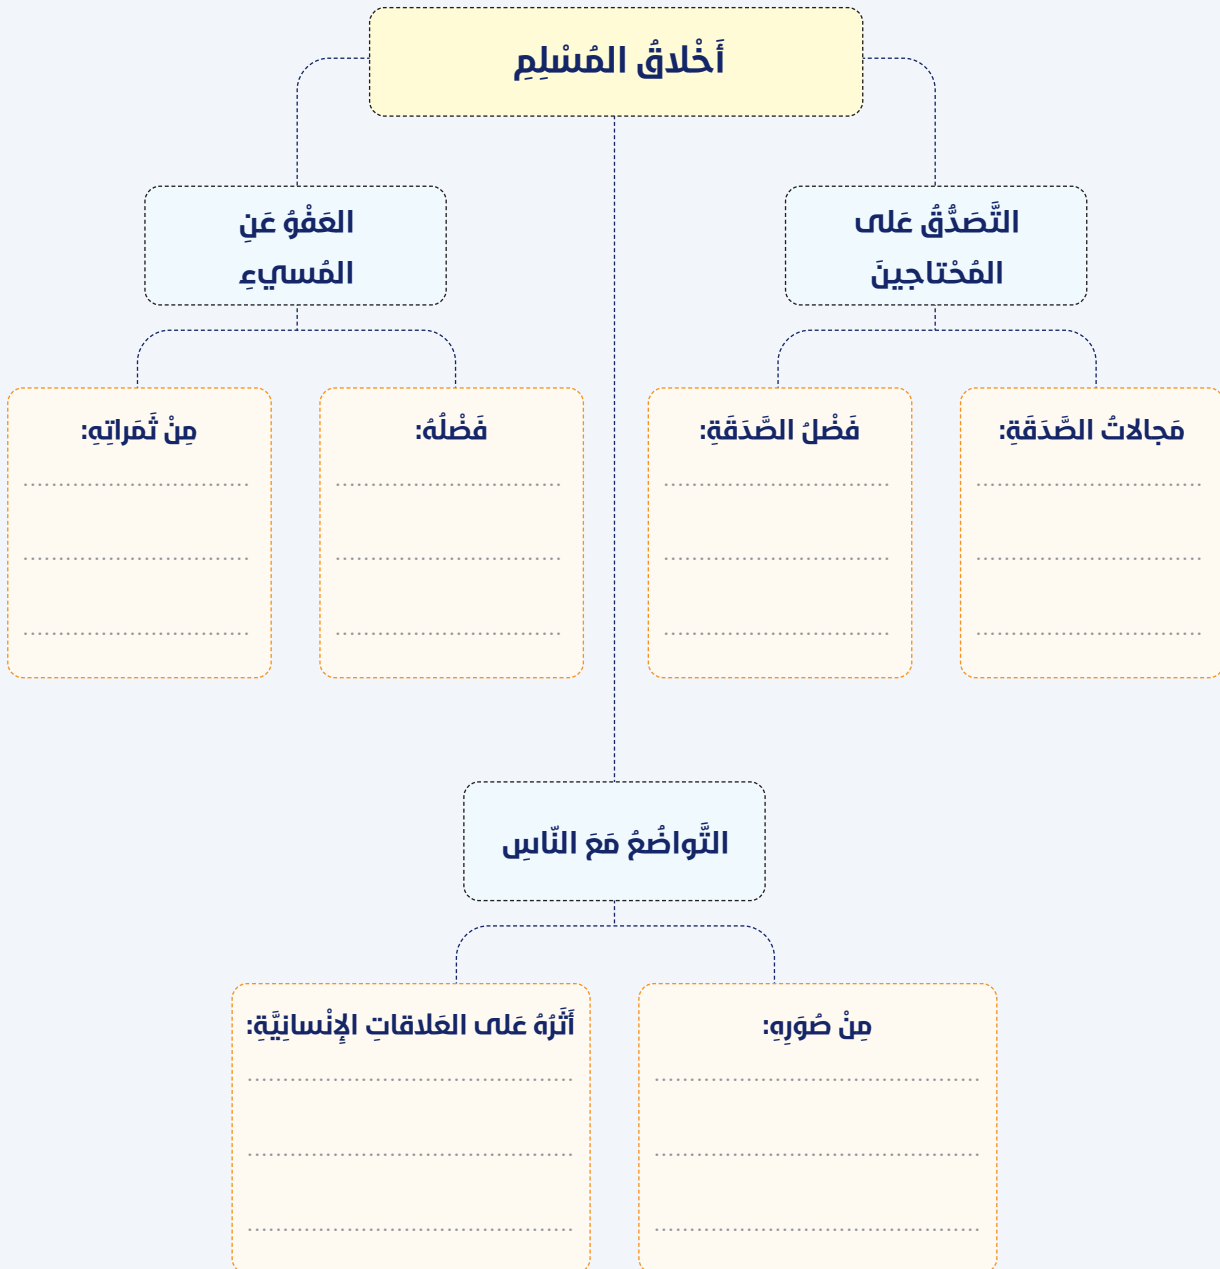 أَخْلاقُ المُسْلِمِ
التَّصَدُّقُ عَلى
المُحْتاجينَ
العَفْوُ عَنِ
المُسيءِ
مَجالاتُ الصَّدَقَةِ:
فَضْلُ الصَّدَقَةِ:
فَضْلُهُ:
مِنْ ثَمَراتِهِ:
التَّواضُعُ مَعَ النّاسِ
مِنْ صُوَرِهِ:
أَثَرُهُ عَلى العَلاقاتِ الإِنْسانِيَّةِ: